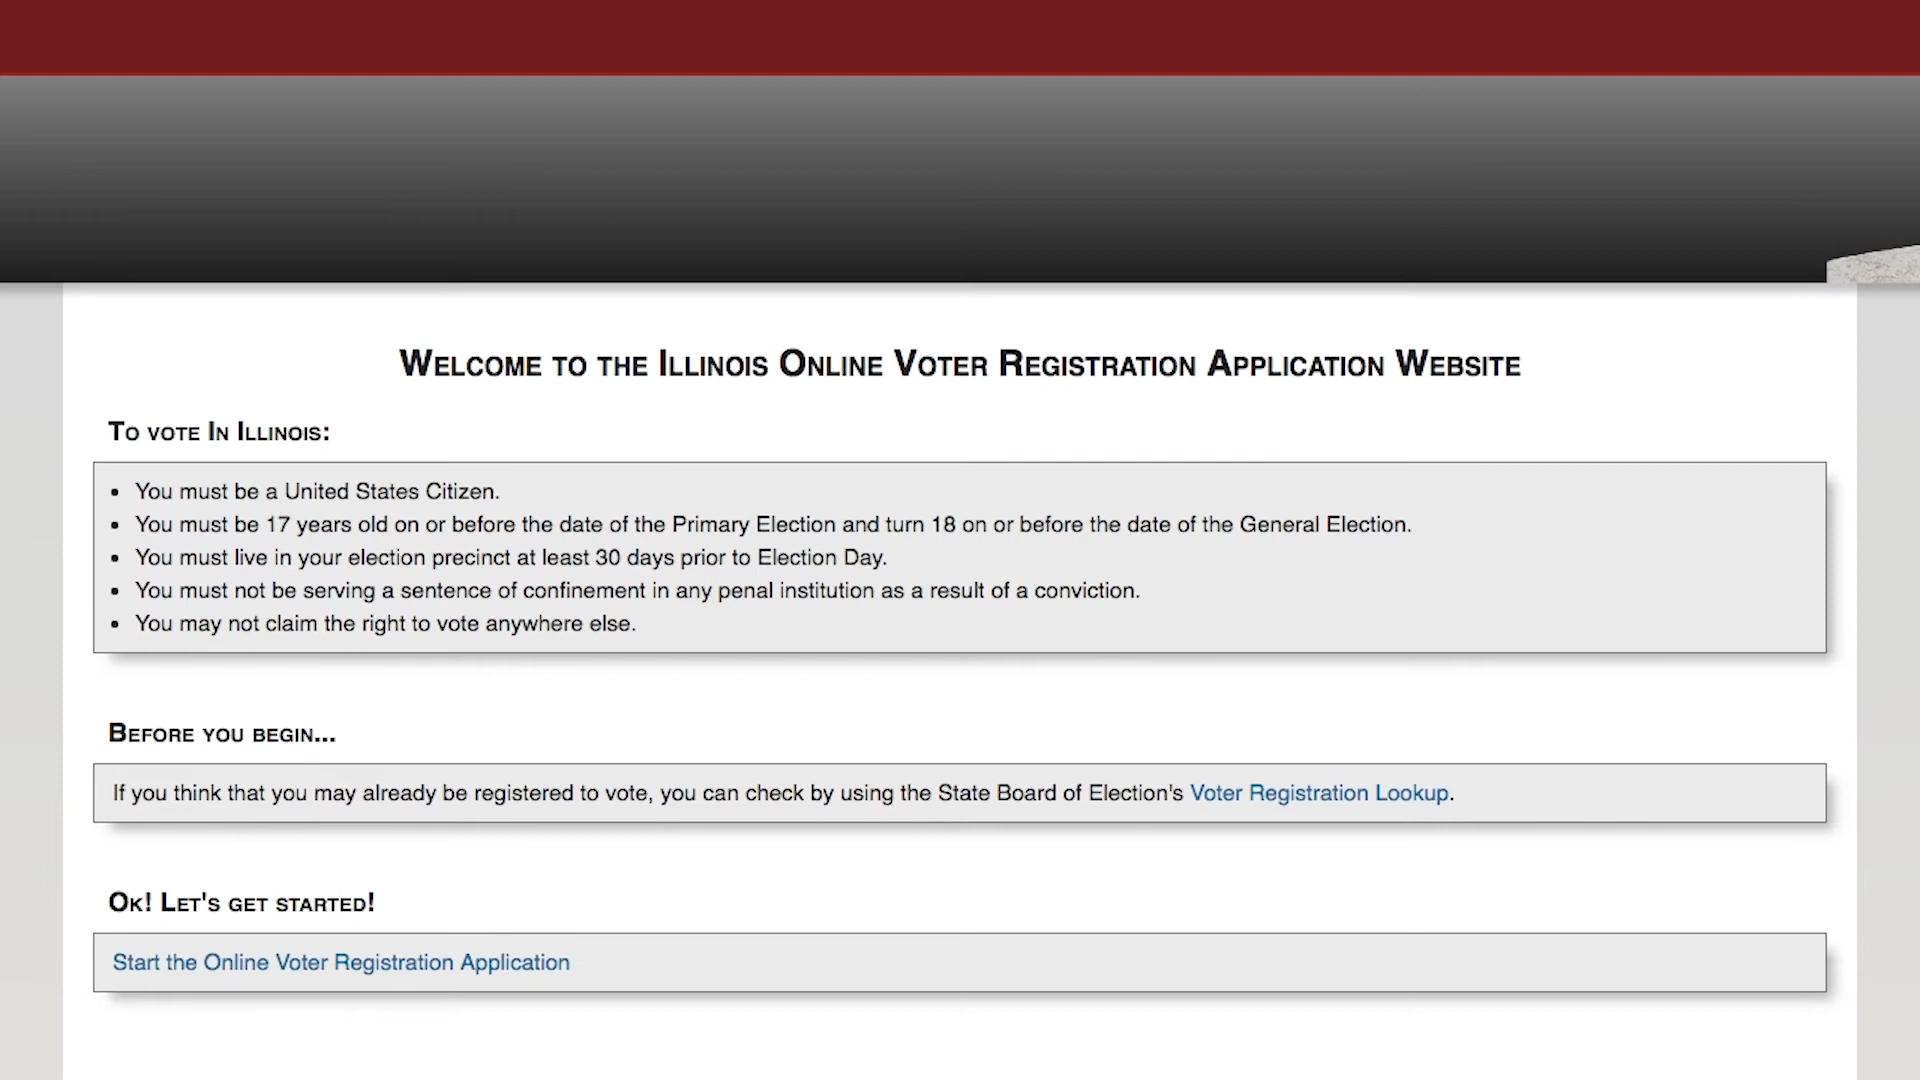 Welcome to the Illinois Online Voter Registration Application Website
To vote In Illinois:
• You must be a United States Citizen.
• You must be 17 years old on or before the date of the Primary Election and turn 18 on or before the date of the General Election.
• You must live in your election precinct at least 30 days prior to Election Day.
• You must not be serving a sentence of confinement in any penal institution as a result of a conviction.
• You may not claim the right to vote anywhere else.
Before you begin...
If you think that you may already be registered to vote, you can check by using the State Board of Election's Voter Registration Lookup.
Ok! Let's get started!
Start the Online Voter Registration Application